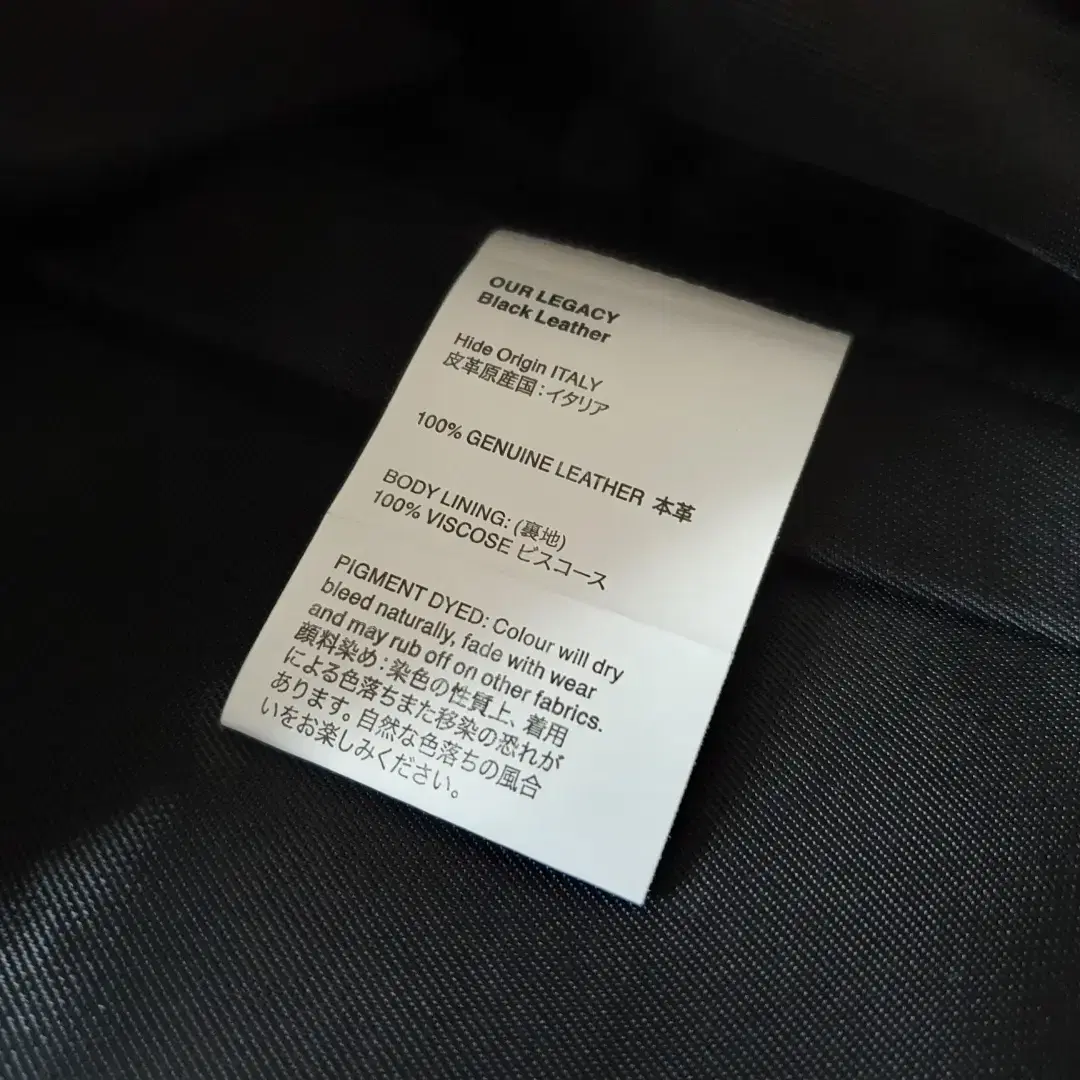 OUR LEGACY
Black Leather
Hide Origin ITALY
皮革原産国：イタリア
100% GENUINE LEATHER 本革
BODY LINING: (裏地)
100% VISCOSE ビスコース
PIGMENT DYED: Colour will dry
bleed naturally, fade with wear
and may rub off on other fabrics.
顔料染め：染色の性質上、着用
による色落ちまた移染の恐れが
あります。自然な色落ちの風合
いをお楽しみください。